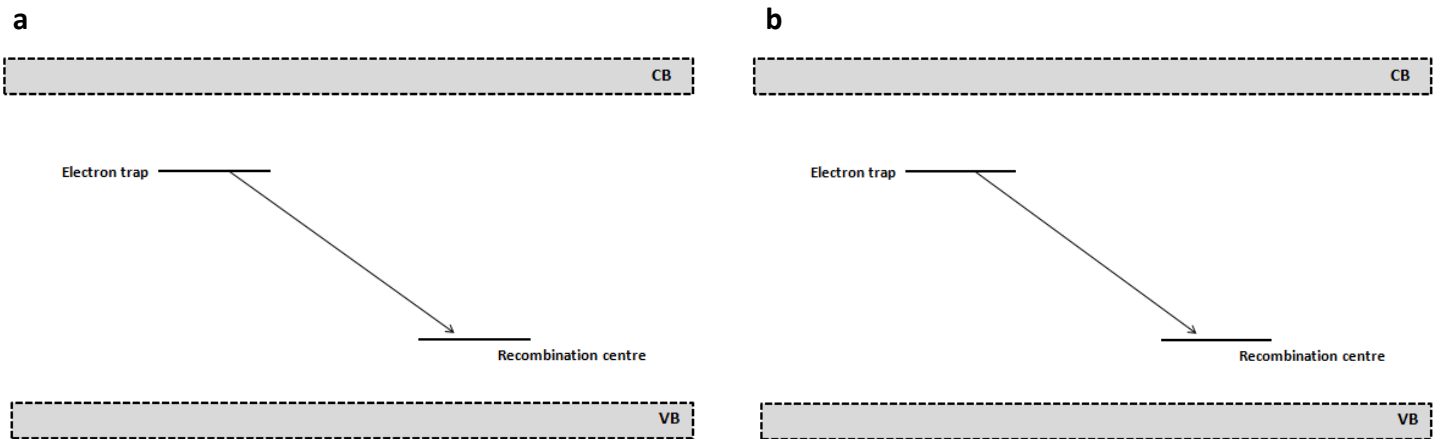 a
CB
Electron trap
Recombination centre
VB
b
CB
Electron trap
Recombination centre
VB